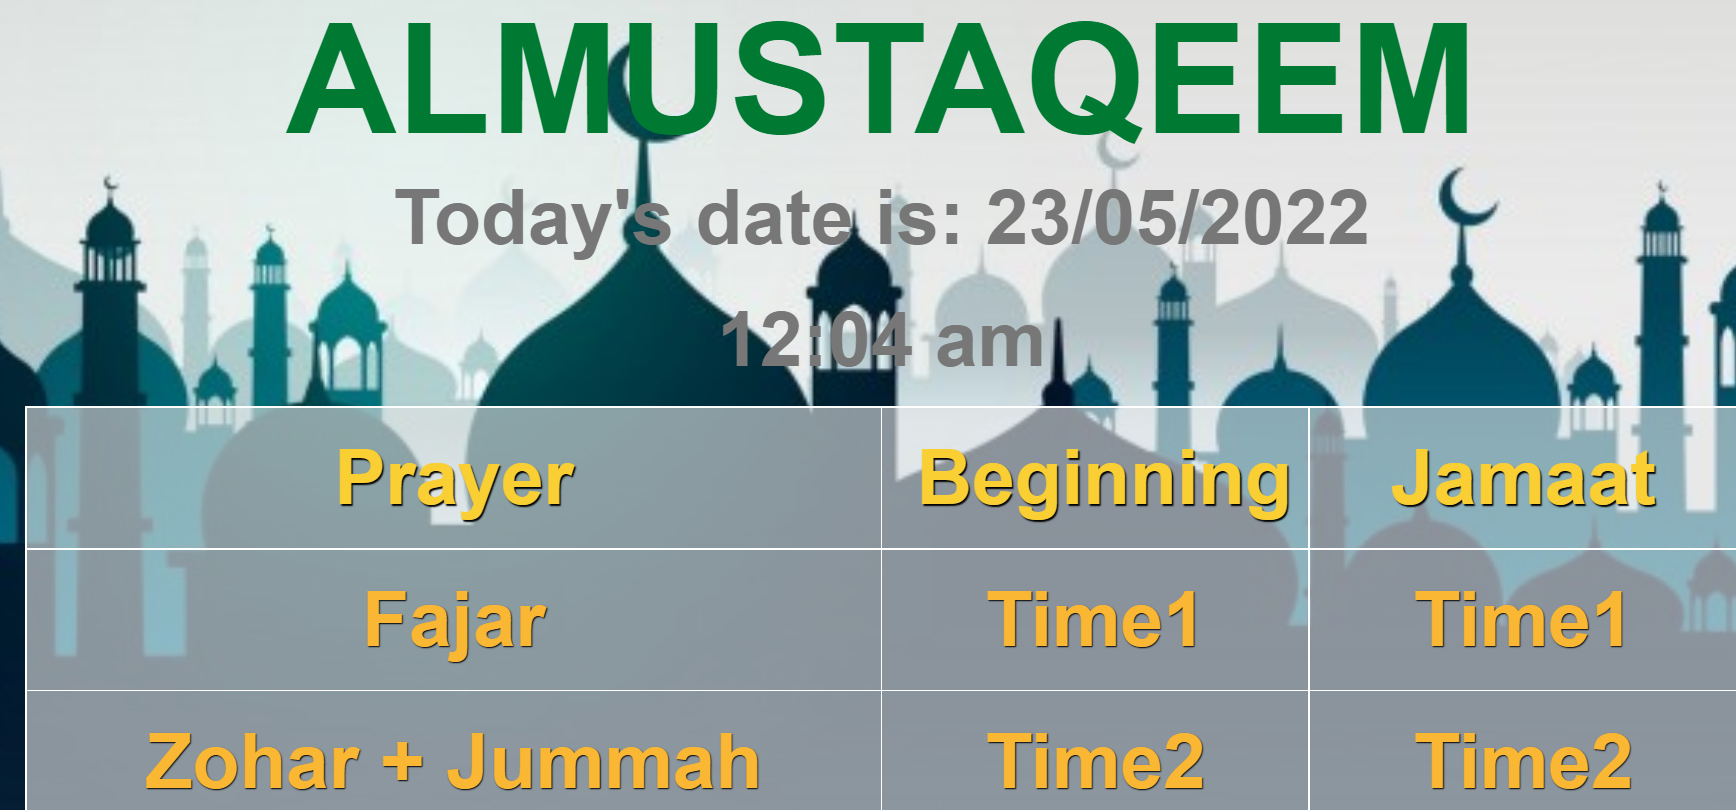 ALMUSTAQEEM
Today's date is: 23/05/2022
12:04 am
Prayer Beginning Jamaat
Fajar Time1 Time1
Zohar + Jummah Time2 Time2